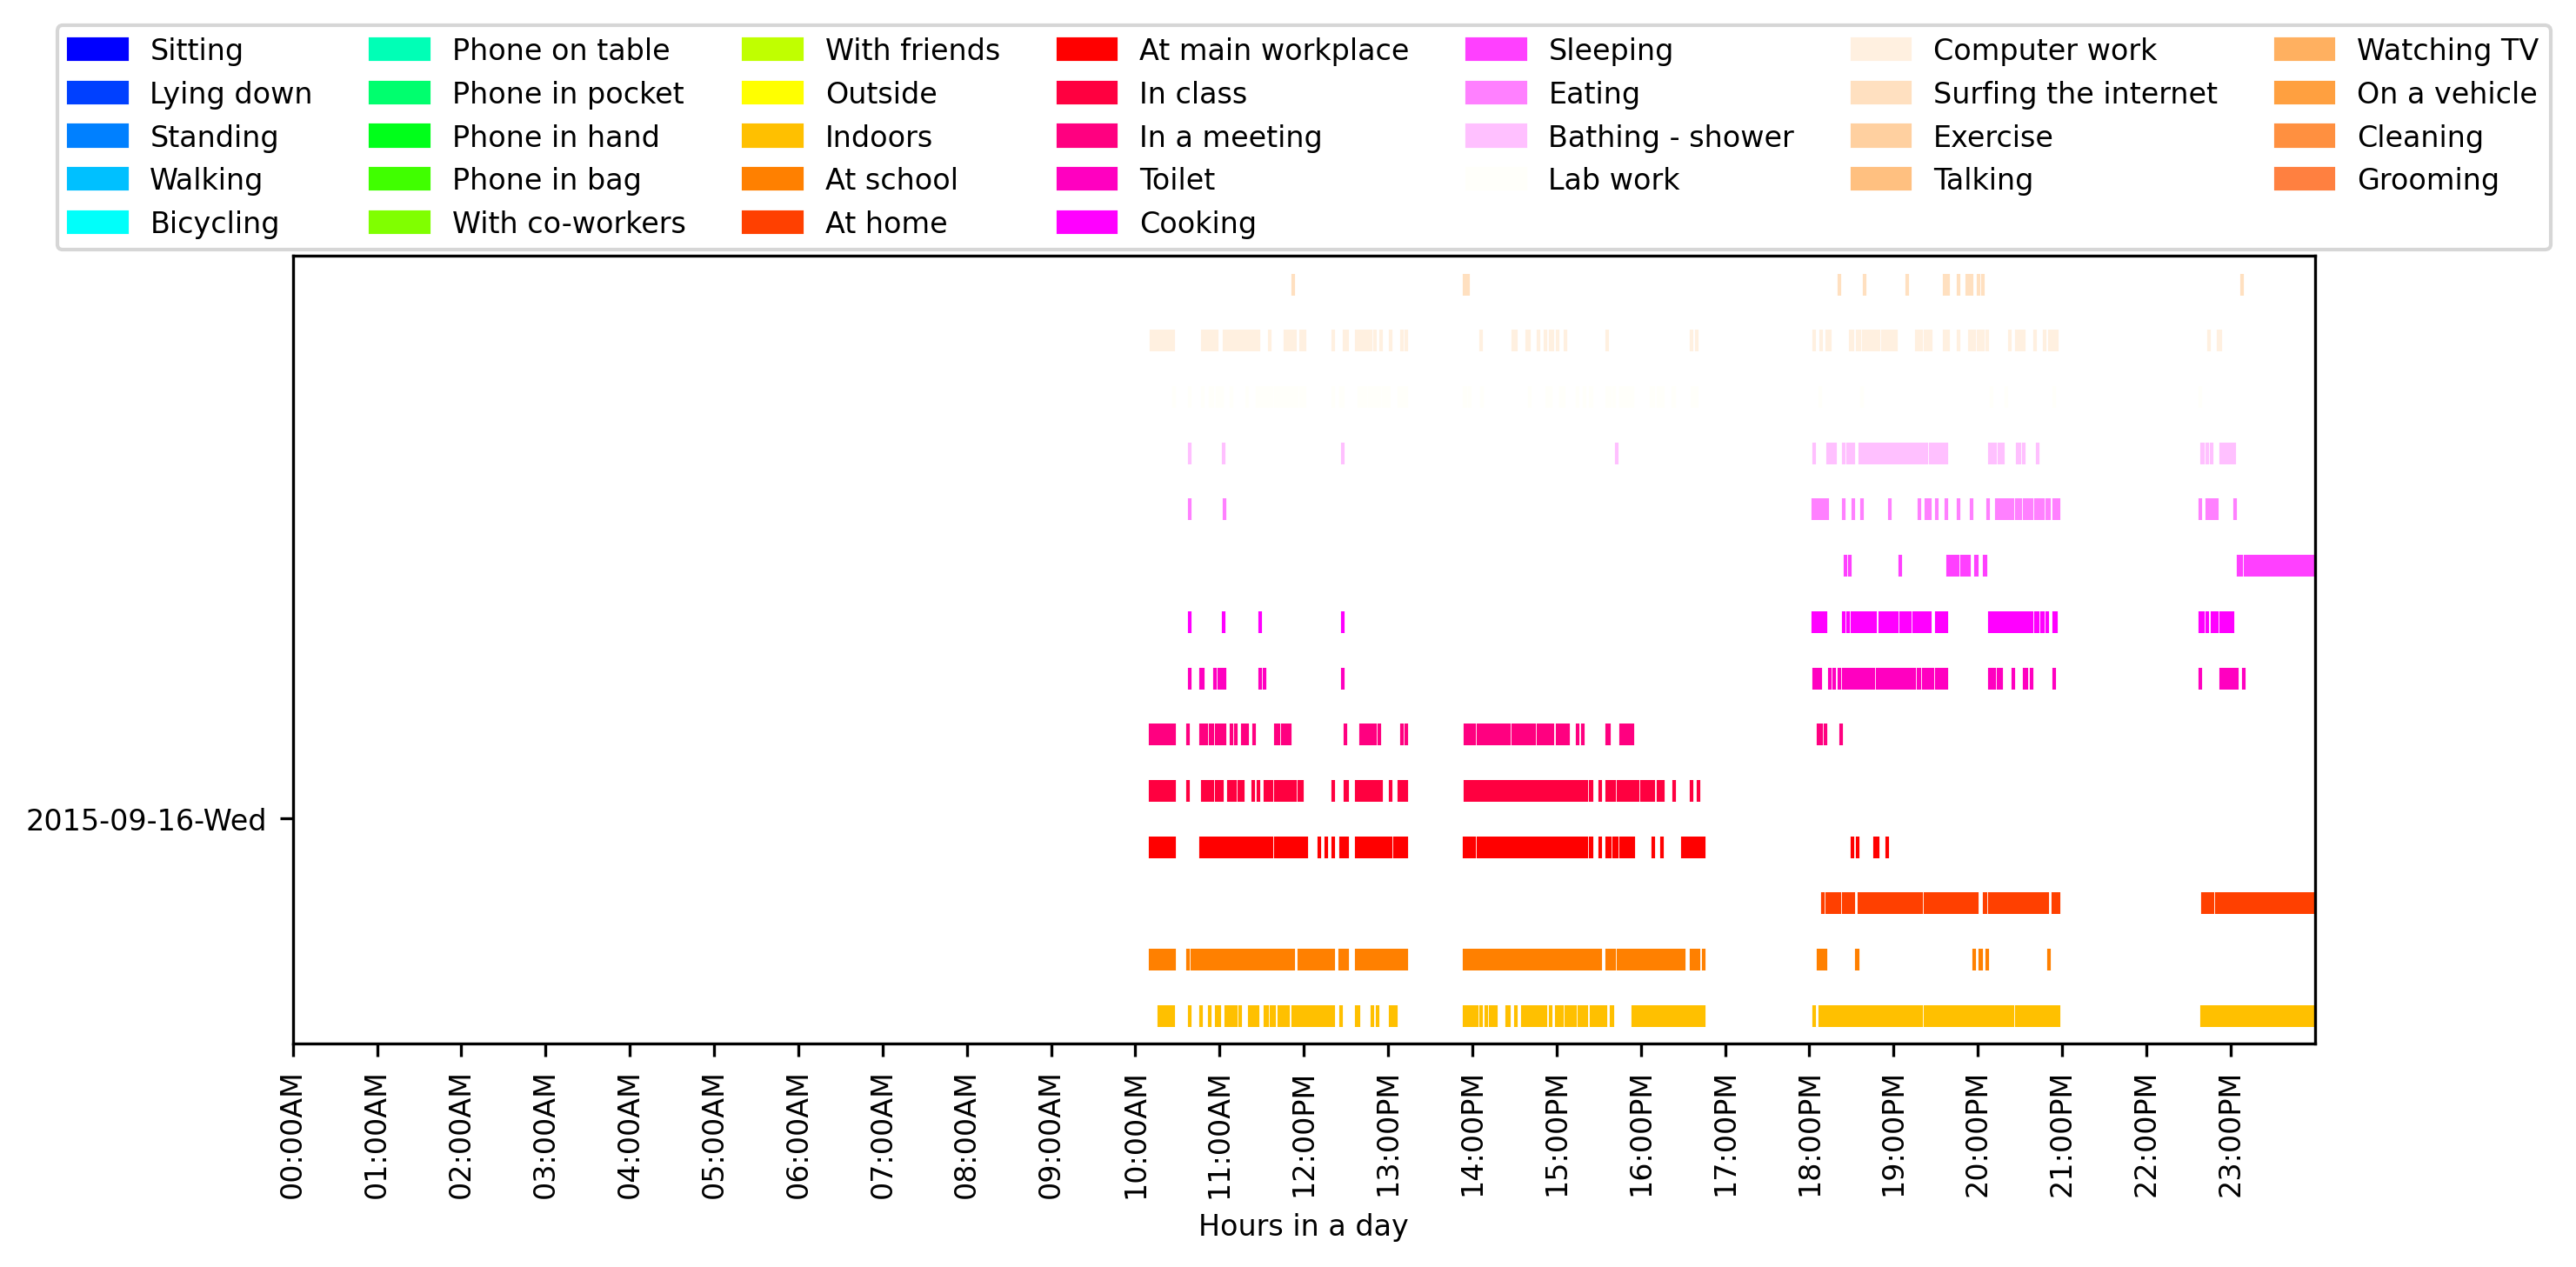 Sitting
Lying down
Standing
Walking
Bicycling
Phone on table
Phone in pocket
Phone in hand
Phone in bag
With co-workers
With friends
Outside
Indoors
At school
At home
At main workplace
In class
In a meeting
Toilet
Cooking
Sleeping
Eating
Bathing - shower
Lab work
Computer work
Surfing the internet
Exercise
Talking
Watching TV
On a vehicle
Cleaning
Grooming
2015-09-16-Wed
00:00AM
01:00AM
02:00AM
03:00AM
04:00AM
05:00AM
06:00AM
07:00AM
08:00AM
09:00AM
10:00AM
11:00AM
12:00PM
13:00PM
14:00PM
15:00PM
16:00PM
17:00PM
18:00PM
19:00PM
20:00PM
21:00PM
22:00PM
23:00PM
Hours in a day